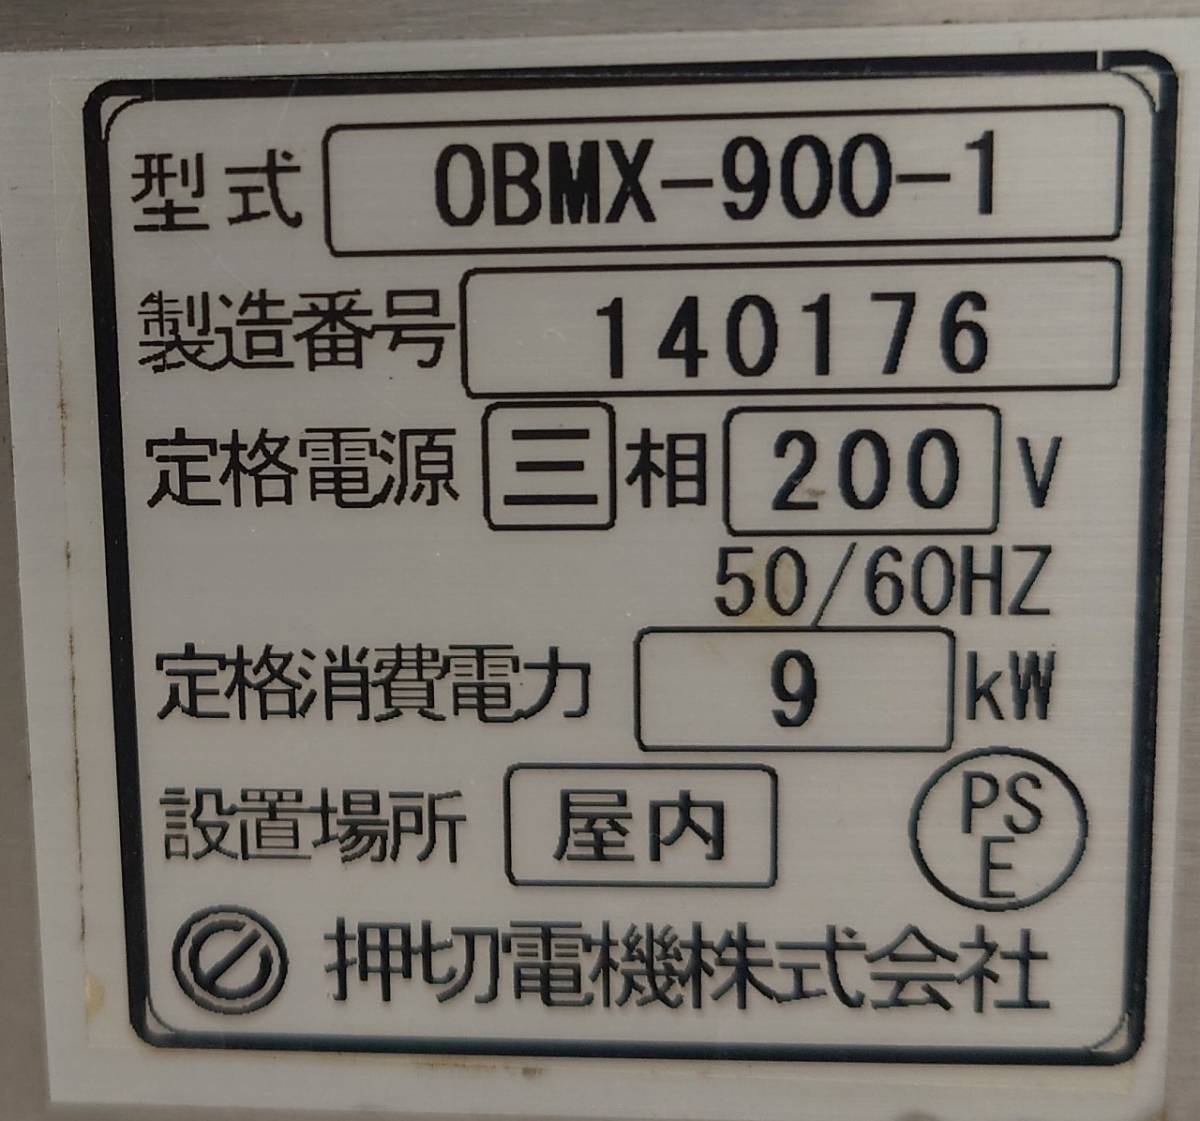 型式 OBMX-900-1
製造番号 140176
定格電源 三相 200 V
50/60HZ
定格消費電力 9 kW
設置場所 屋内
PS
E
押切電機株式会社